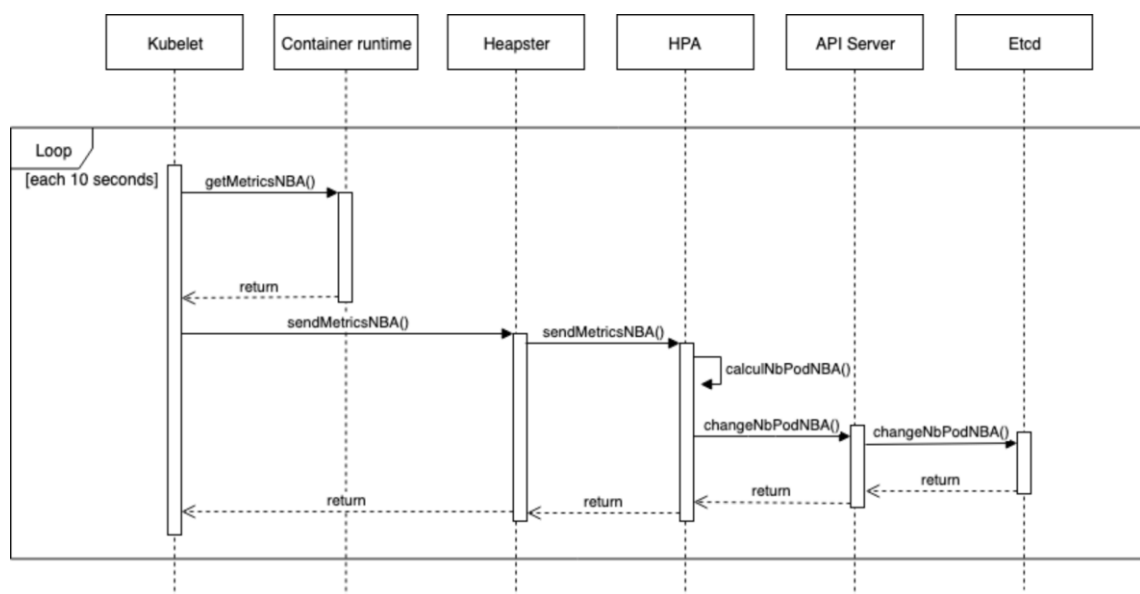 Kubelet
Container runtime
Heapster
HPA
API Server
Etcd
Loop
[each 10 seconds]
getMetricsNBA()
return
sendMetricsNBA()
sendMetricsNBA()
calculNbPodNBA()
changeNbPodNBA()
changeNbPodNBA()
return
return
return
return